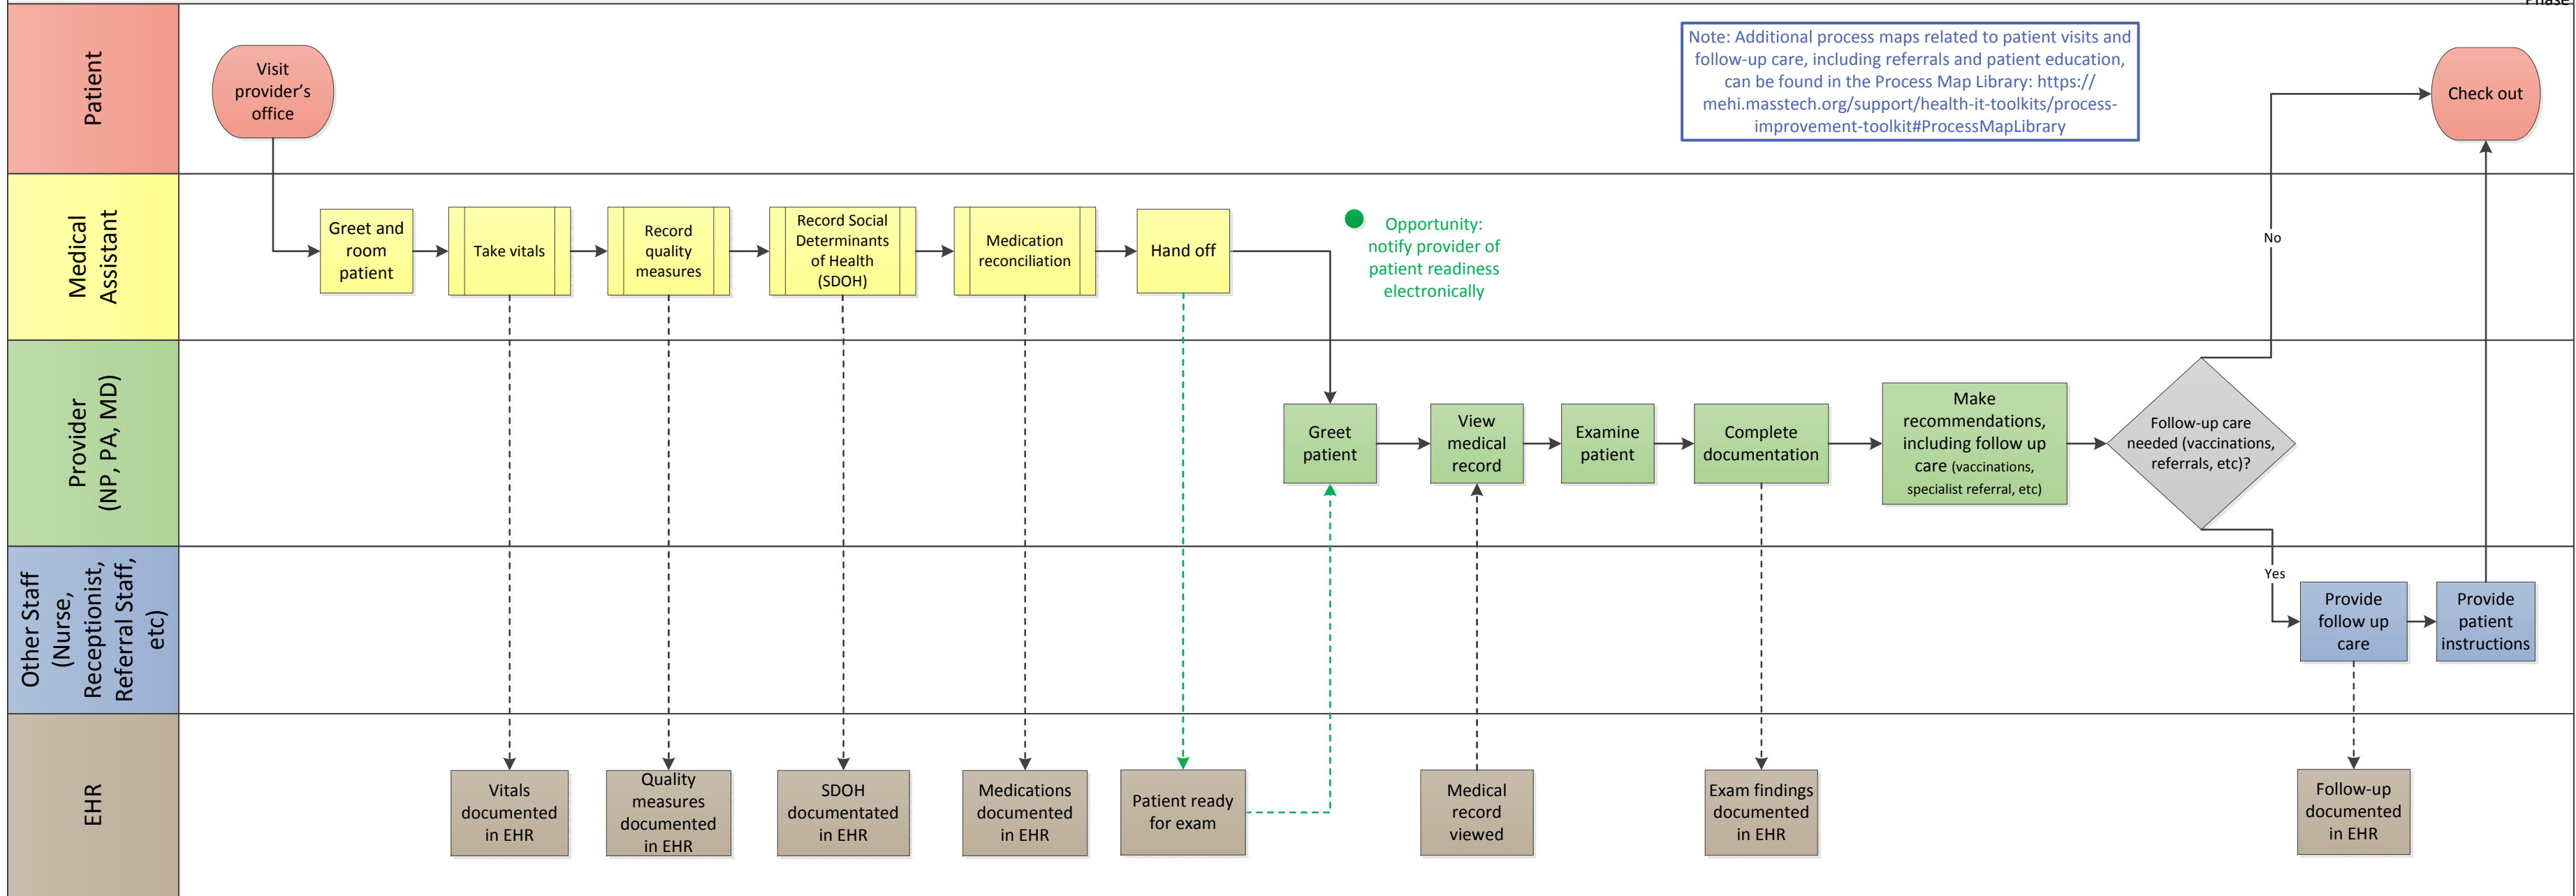 Phase
Patient
Visit
provider's
office
Note: Additional process maps related to patient visits and
follow-up care, including referrals and patient education,
can be found in the Process Map Library: https://
mehi.masstech.org/support/health-it-toolkits/process-
improvement-toolkit#ProcessMapLibrary
Check out
Medical
Assistant
Greet and
room
patient
Take vitals
Record
quality
measures
Record Social
Determinants
of Health
(SDOH)
Medication
reconciliation
Hand off
Opportunity:
notify provider of
patient readiness
electronically
No
Provider
(NP, PA, MD)
Greet
patient
View
medical
record
Examine
patient
Complete
documentation
Make
recommendations,
including follow up
care (vaccinations,
specialist referral, etc)
Follow-up care
needed (vaccinations,
referrals, etc)?
Other Staff
(Nurse,
Receptionist,
Referral Staff,
etc)
Yes
Provide
follow up
care
Provide
patient
instructions
EHR
Vitals
documented
in EHR
Quality
measures
documented
in EHR
SDOH
documentated
in EHR
Medications
documented
in EHR
Patient ready
for exam
Medical
record
viewed
Exam findings
documented
in EHR
Follow-up
documented
in EHR